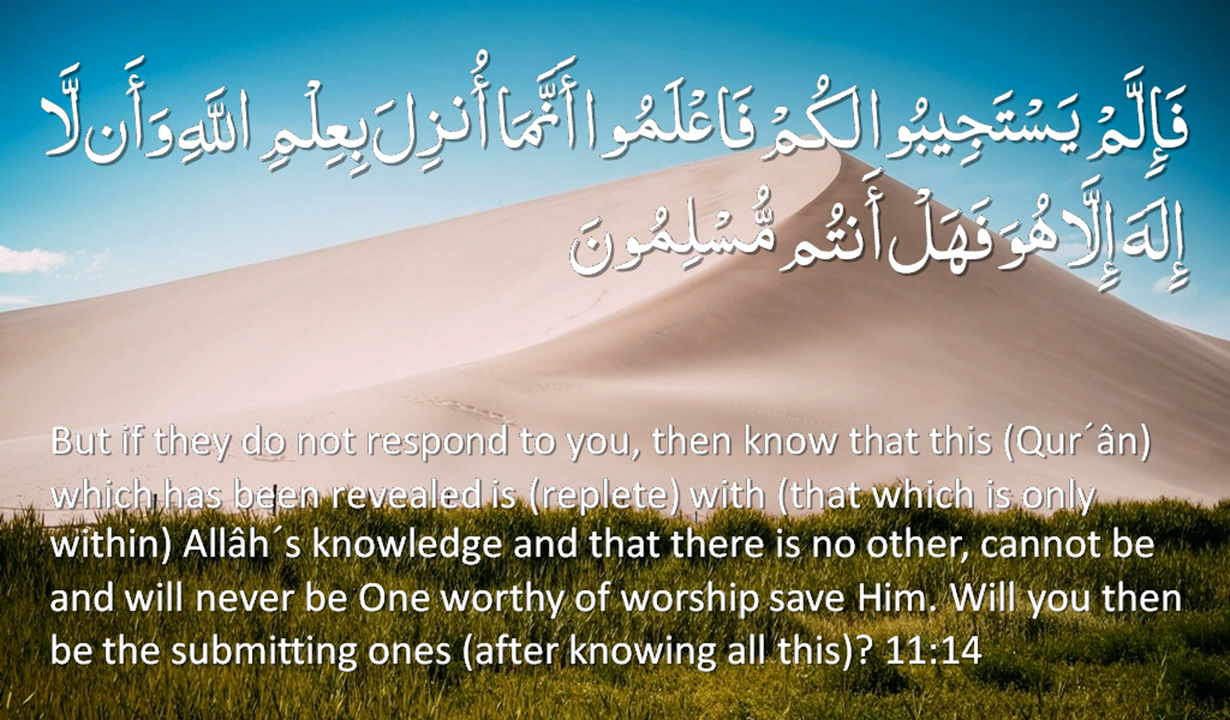 فَإِلَّمْ يَسْتَجِيبُوا لَكُمْ فَاعْلَمُوا أَنَّمَا أُنزِلَ بِعِلْمِ اللَّهِ وَأَن لَّا
إِلَهَ إِلَّا هُوَ فَهَلْ أَنتُم مُّسْلِمُونَ
But if they do not respond to you, then know that this (Qur´ân)
which has been revealed is (replete) with (that which is only
within) Allâh´s knowledge and that there is no other, cannot be
and will never be One worthy of worship save Him. Will you then
be the submitting ones (after knowing all this)? 11:14